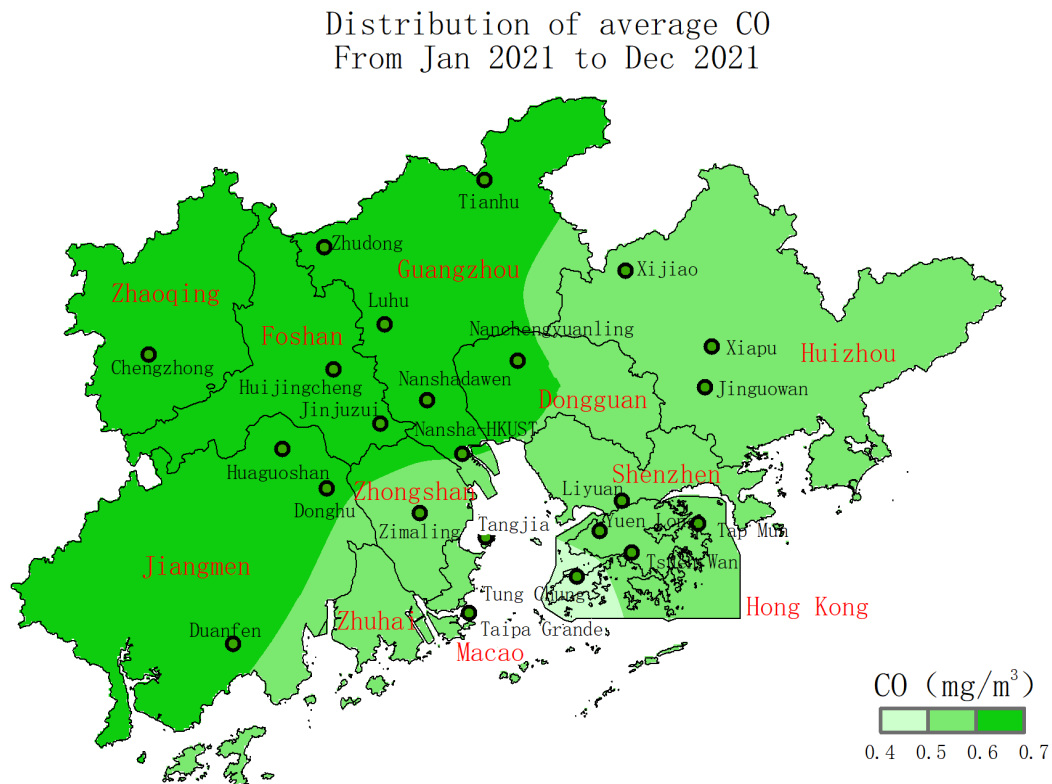 Distribution of average CO
From Jan 2021 to Dec 2021
Tianhu
Zhudong
Guangzhou
Xijiao
Zhaoqing
Luhu
Foshan
Nanchengyuanling
Xiapu
Huizhou
Chengzhong
Huijingcheng
Nanshadawen
Jinguowan
Dongguan
Jinjuzui
Nansha-HKUST
Huaguoshan
Shenzhen
Zhongshan
Liyuan
Donghu
Zimaling
Tangjia
Yuen Long
Tap Mun
Tsuen Wan
Jiangmen
Tung Chung
Hong Kong
Zhuhai
Duanfen
Taipa Grande
Macao
CO (mg/m³)
0.4 0.5 0.6 0.7